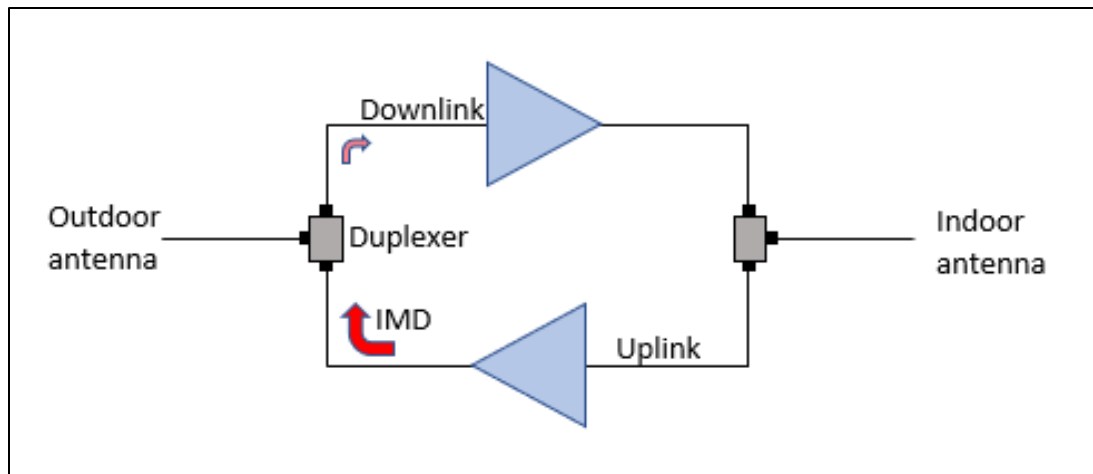 Downlink
Outdoor
antenna
Duplexer
Indoor
antenna
IMD
Uplink